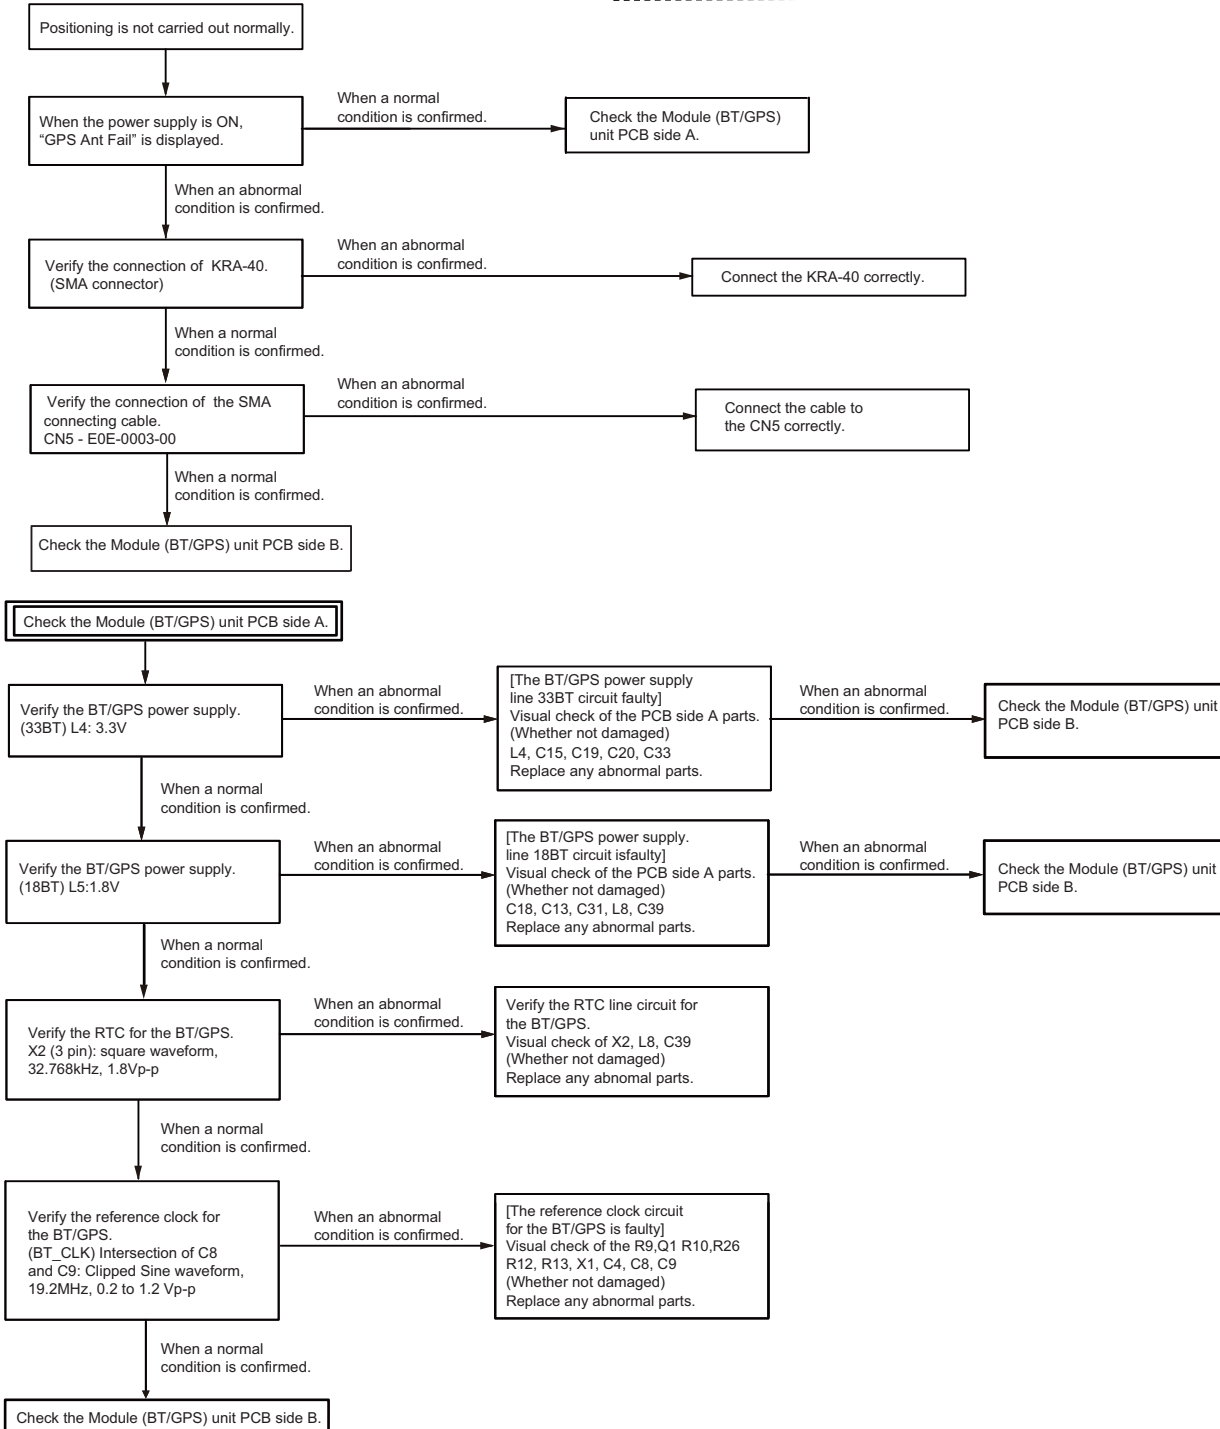 Positioning is not carried out normally.
When the power supply is ON,
“GPS Ant Fail” is displayed.
When a normal
condition is confirmed.
Check the Module (BT/GPS)
unit PCB side A.
When an abnormal
condition is confirmed.
Verify the connection of  KRA-40.
(SMA connector)
When an abnormal
condition is confirmed.
Connect the KRA-40 correctly.
When a normal
condition is confirmed.
Verify the connection of  the SMA
connecting cable.
CN5 - E0E-0003-00
When an abnormal
condition is confirmed.
Connect the cable to
the CN5 correctly.
When a normal
condition is confirmed.
Check the Module (BT/GPS) unit PCB side B.
Check the Module (BT/GPS) unit PCB side A.
Verify the BT/GPS power supply.
(33BT) L4: 3.3V
When an abnormal
condition is confirmed.
[The BT/GPS power supply
line 33BT circuit faulty]
Visual check of the PCB side A parts.
(Whether not damaged)
L4, C15, C19, C20, C33
Replace any abnormal parts.
When an abnormal
condition is confirmed.
Check the Module (BT/GPS) unit
PCB side B.
When a normal
condition is confirmed.
Verify the BT/GPS power supply.
(18BT) L5:1.8V
When an abnormal
condition is confirmed.
[The BT/GPS power supply.
line 18BT circuit isfaulty]
Visual check of the PCB side A parts.
(Whether not damaged)
C18, C13, C31, L8, C39
Replace any abnormal parts.
When an abnormal
condition is confirmed.
Check the Module (BT/GPS) unit
PCB side B.
When a normal
condition is confirmed.
Verify the RTC for the BT/GPS.
X2 (3 pin): square waveform,
32.768kHz, 1.8Vp-p
When an abnormal
condition is confirmed.
Verify the RTC line circuit for
the BT/GPS.
Visual check of X2, L8, C39
(Whether not damaged)
Replace any abnomal parts.
When a normal
condition is confirmed.
Verify the reference clock for
the BT/GPS.
(BT_CLK) Intersection of C8
and C9: Clipped Sine waveform,
19.2MHz, 0.2 to 1.2 Vp-p
When an abnormal
condition is confirmed.
[The reference clock circuit
for the BT/GPS is faulty]
Visual check of the R9,Q1 R10,R26
R12, R13, X1, C4, C8, C9
(Whether not damaged)
Replace any abnormal parts.
When a normal
condition is confirmed.
Check the Module (BT/GPS) unit PCB side B.